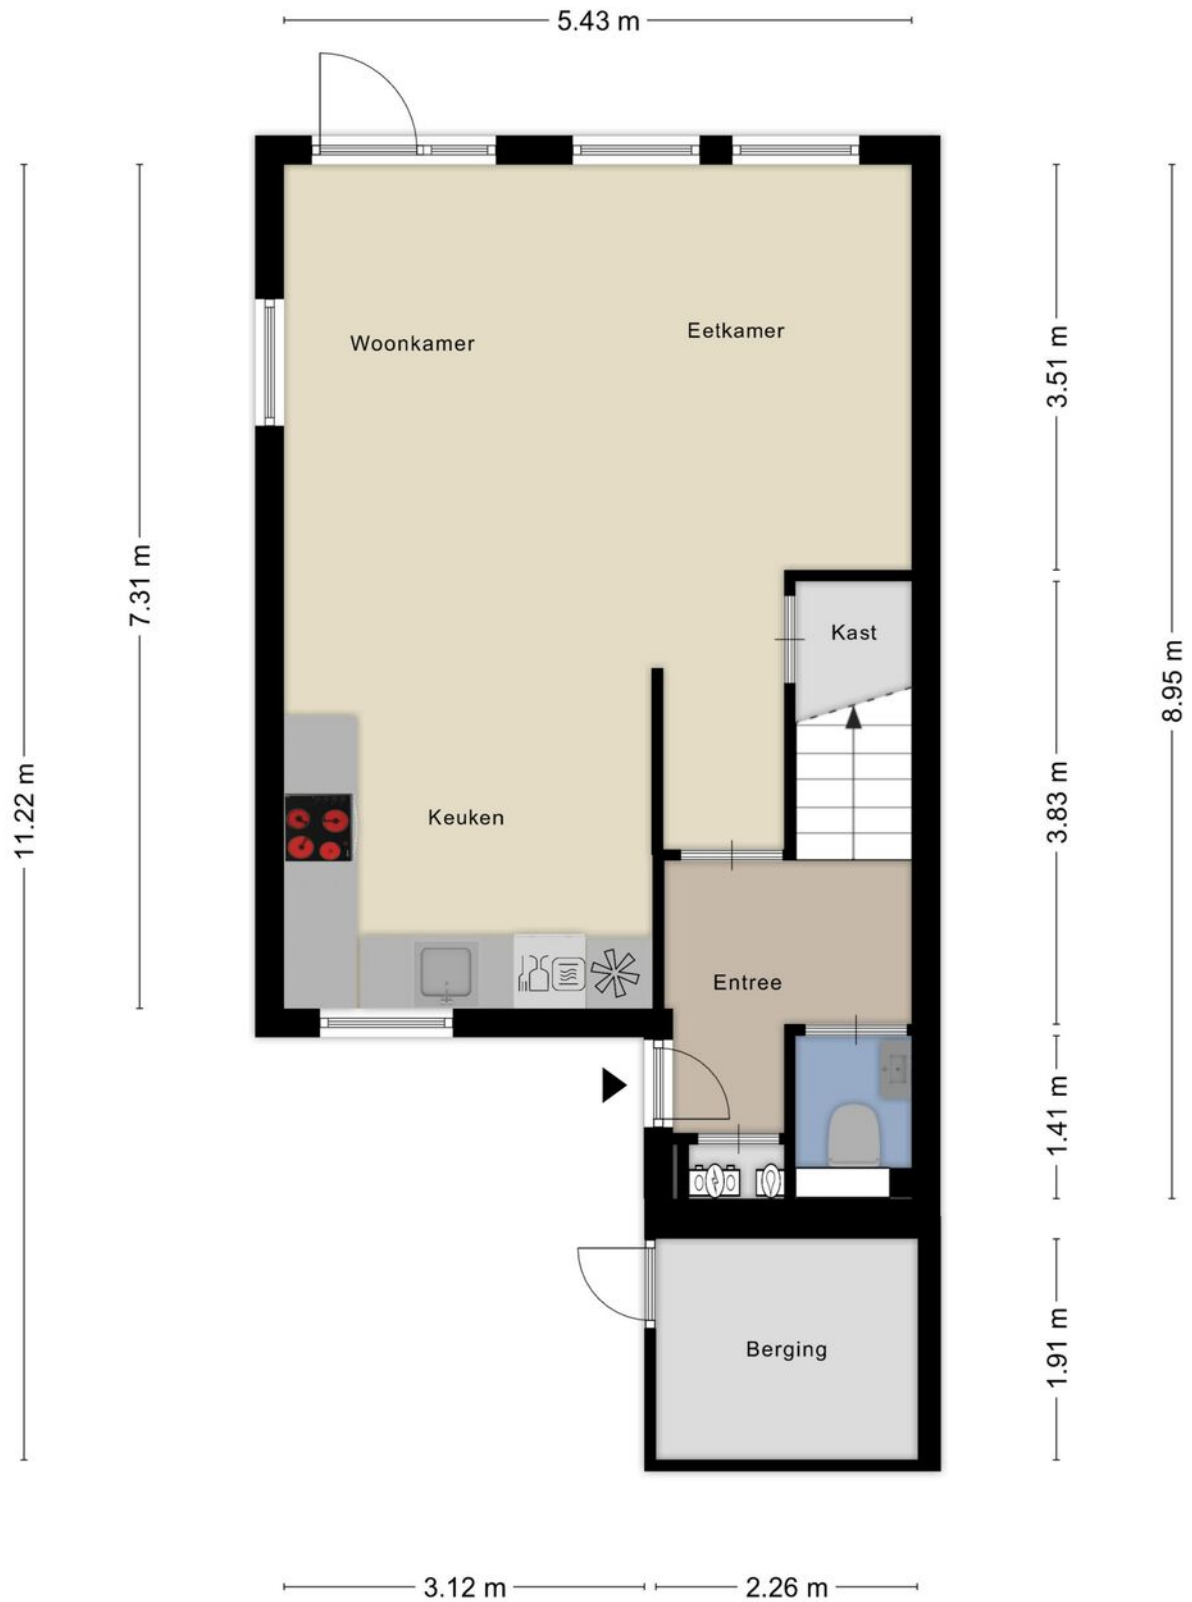 5.43 m
Woonkamer
Eetkamer
3.51 m
7.31 m
Kast
8.95 m
11.22 m
Keuken
3.83 m
Entree
1.41 m
Berging
1.91 m
3.12 m
2.26 m